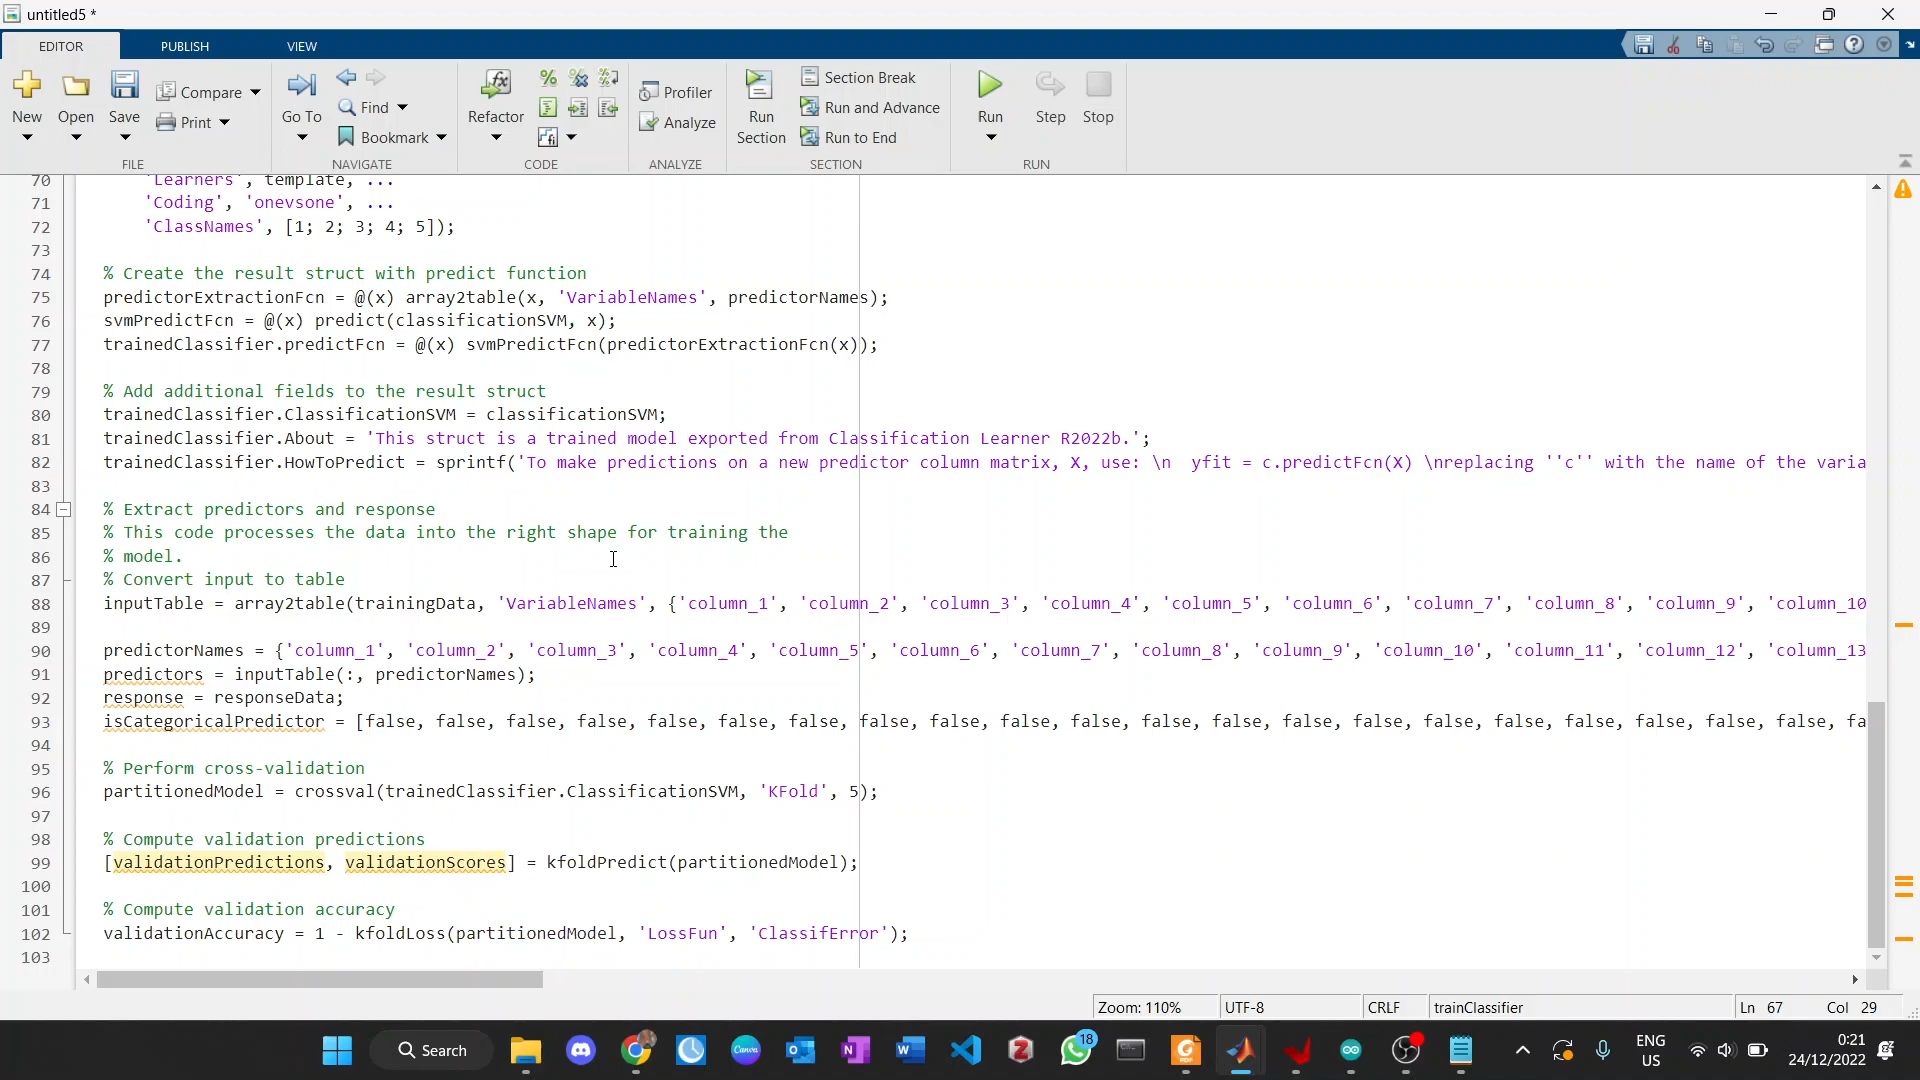 untitled5 *
EDITOR PUBLISH VIEW
New Open Save Compare Print
Go To Find Bookmark
Refactor
Profiler
Analyze
Run Section
Section Break
Run and Advance
Run to End
Run Step Stop
FILE NAVIGATE CODE ANALYZE SECTION RUN
70 'Learners', template, ...
71 'Coding', 'onevsone', ...
72 'ClassNames', [1; 2; 3; 4; 5]);
73
74 % Create the result struct with predict function
75 predictorExtractionFcn = @(x) array2table(x, 'VariableNames', predictorNames);
76 svmPredictFcn = @(x) predict(classificationSVM, x);
77 trainedClassifier.predictFcn = @(x) svmPredictFcn(predictorExtractionFcn(x));
78
79 % Add additional fields to the result struct
80 trainedClassifier.ClassificationSVM = classificationSVM;
81 trainedClassifier.About = 'This struct is a trained model exported from Classification Learner R2022b.';
82 trainedClassifier.HowToPredict = sprintf('To make predictions on a new predictor column matrix, X, use: \n  yfit = c.predictFcn(X) \nreplacing ''c'' with the name of the varia
83
84 % Extract predictors and response
85 % This code processes the data into the right shape for training the
86 % model.
87 % Convert input to table
88 inputTable = array2table(trainingData, 'VariableNames', {'column_1', 'column_2', 'column_3', 'column_4', 'column_5', 'column_6', 'column_7', 'column_8', 'column_9', 'column_10
89
90 predictorNames = {'column_1', 'column_2', 'column_3', 'column_4', 'column_5', 'column_6', 'column_7', 'column_8', 'column_9', 'column_10', 'column_11', 'column_12', 'column_13
91 predictors = inputTable(:, predictorNames);
92 response = responseData;
93 isCategoricalPredictor = [false, false, false, false, false, false, false, false, false, false, false, false, false, false, false, false, false, false, false, false, false, fa
94
95 % Perform cross-validation
96 partitionedModel = crossval(trainedClassifier.ClassificationSVM, 'KFold', 5);
97
98 % Compute validation predictions
99 [validationPredictions, validationScores] = kfoldPredict(partitionedModel);
100
101 % Compute validation accuracy
102 validationAccuracy = 1 - kfoldLoss(partitionedModel, 'LossFun', 'ClassifError');
103
Zoom: 110% UTF-8 CRLF trainClassifier Ln 67 Col 29
Search
Canva
18
PDF
ENG
US
0:21
24/12/2022